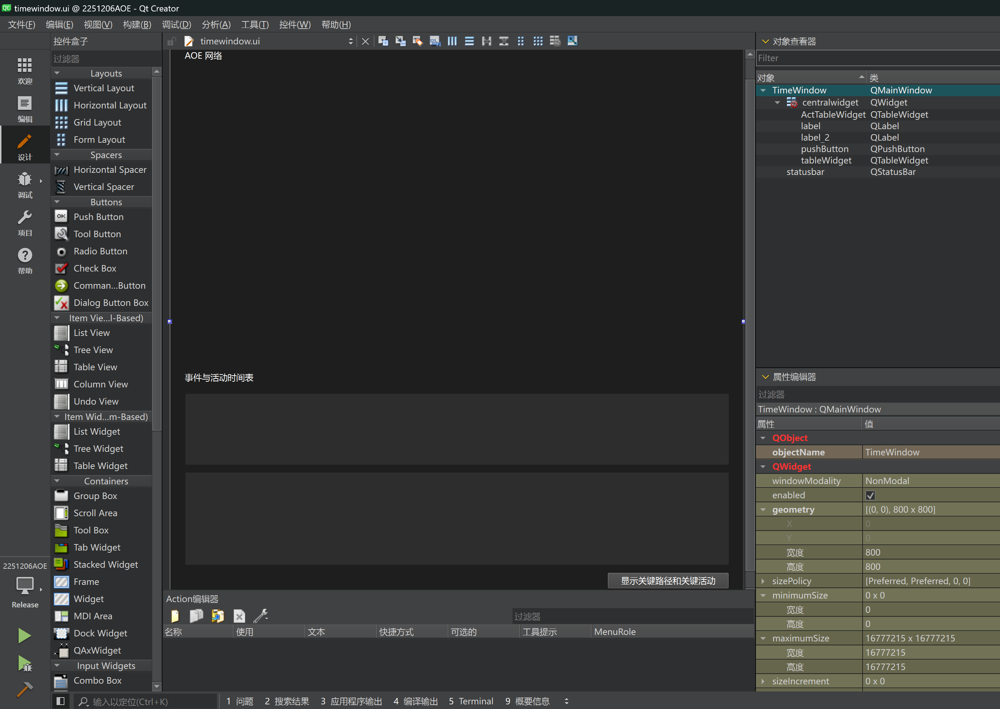 timewindow.ui @ 2251206AOE - Qt Creator
文件(F) 编辑(E) 视图(V) 构建(B) 调试(D) 分析(A) 工具(T) 控件(W) 帮助(H)
欢迎
编辑
设计
调试
项目
帮助
2251206AOE
Release
控件盒子
过滤器
Layouts
Vertical Layout
Horizontal Layout
Grid Layout
Form Layout
Spacers
Horizontal Spacer
Vertical Spacer
Buttons
Push Button
Tool Button
Radio Button
Check Box
Comman...Button
Dialog Button Box
Item Vie...l-Based)
List View
Tree View
Table View
Column View
Undo View
Item Wid...m-Based)
List Widget
Tree Widget
Table Widget
Containers
Group Box
Scroll Area
Tool Box
Tab Widget
Stacked Widget
Frame
Widget
MDI Area
Dock Widget
QAxWidget
Input Widgets
Combo Box
timewindow.ui
AOE 网络
事件与活动时间表
显示关键路径和关键活动
Action编辑器
过滤器
名称 使用 文本 快捷方式 可选的 工具提示 MenuRole
对象查看器
Filter
对象 类
TimeWindow QMainWindow
centralwidget QWidget
ActTableWidget QTableWidget
label QLabel
label_2 QLabel
pushButton QPushButton
tableWidget QTableWidget
statusbar QStatusBar
属性编辑器
过滤器
TimeWindow : QMainWindow
属性 值
QObject
objectName TimeWindow
QWidget
windowModality NonModal
enabled
geometry [(0, 0), 800 x 800]
X 0
Y 0
宽度 800
高度 800
sizePolicy [Preferred, Preferred, 0, 0]
minimumSize 0 x 0
宽度 0
高度 0
maximumSize 16777215 x 16777215
宽度 16777215
高度 16777215
sizeIncrement 0 x 0
输入以定位(Ctrl+K) 1 问题 2 搜索结果 3 应用程序输出 4 编译输出 5 Terminal 9 概要信息